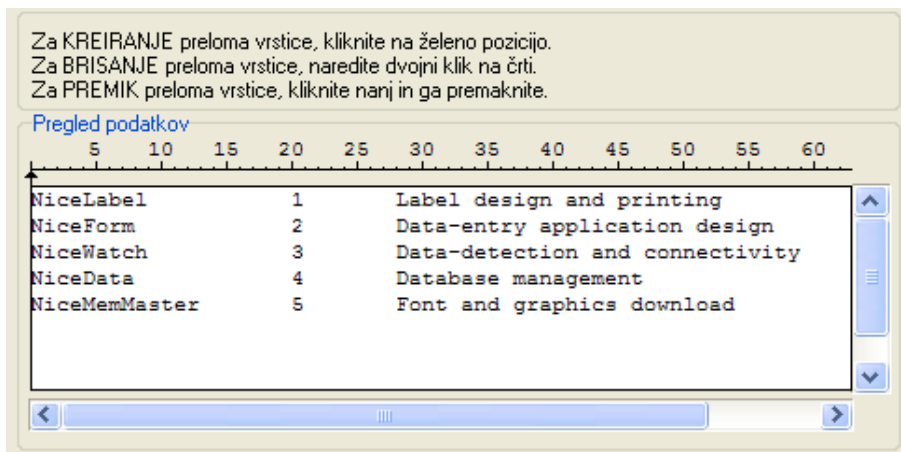 Za KREIRANJE preloma vrstice, kliknite na želeno pozicijo.
Za BRISANJE preloma vrstice, naredite dvojni klik na črti.
Za PREMIK preloma vrstice, kliknite nanj in ga premaknite.
Pregled podatkov
5 10 15 20 25 30 35 40 45 50 55 60
NiceLabel 1 Label design and printing
NiceForm 2 Data-entry application design
NiceWatch 3 Data-detection and connectivity
NiceData 4 Database management
NiceMemMaster 5 Font and graphics download